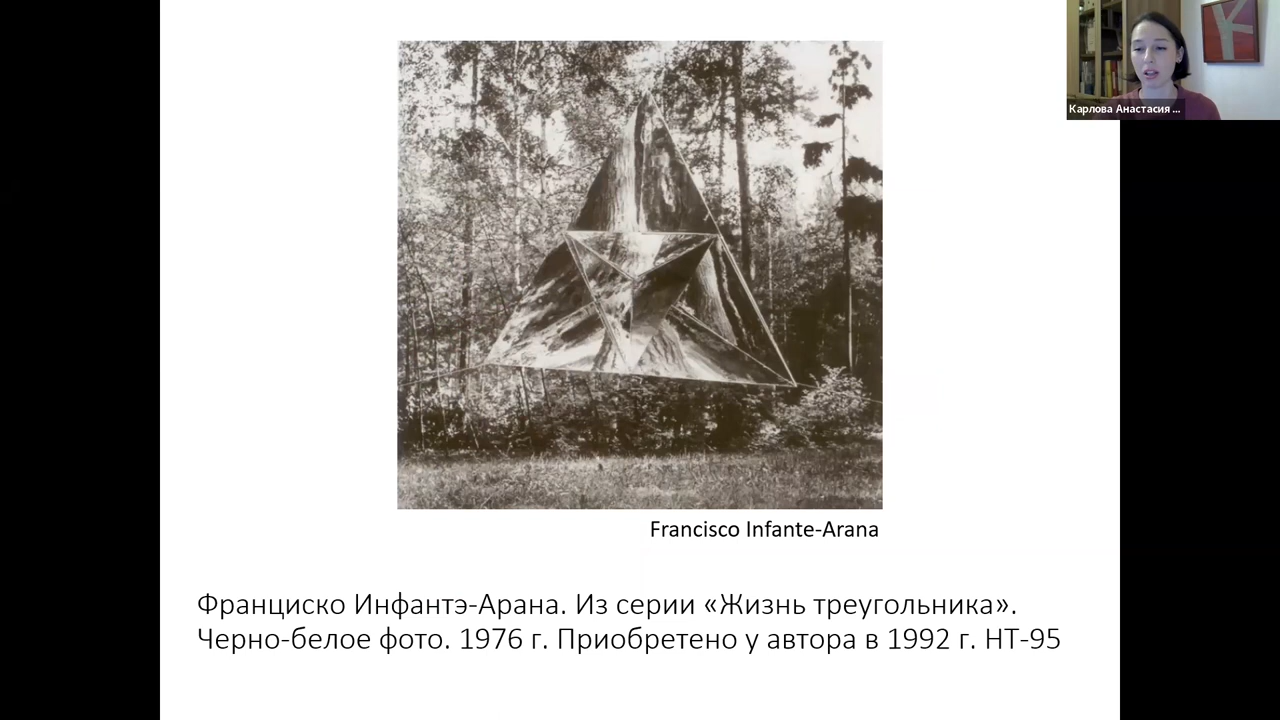 Карлова Анастасия ...
Francisco Infante-Arana
Франциско Инфантэ-Арана. Из серии «Жизнь треугольника».
Черно-белое фото. 1976 г. Приобретено у автора в 1992 г. НТ-95